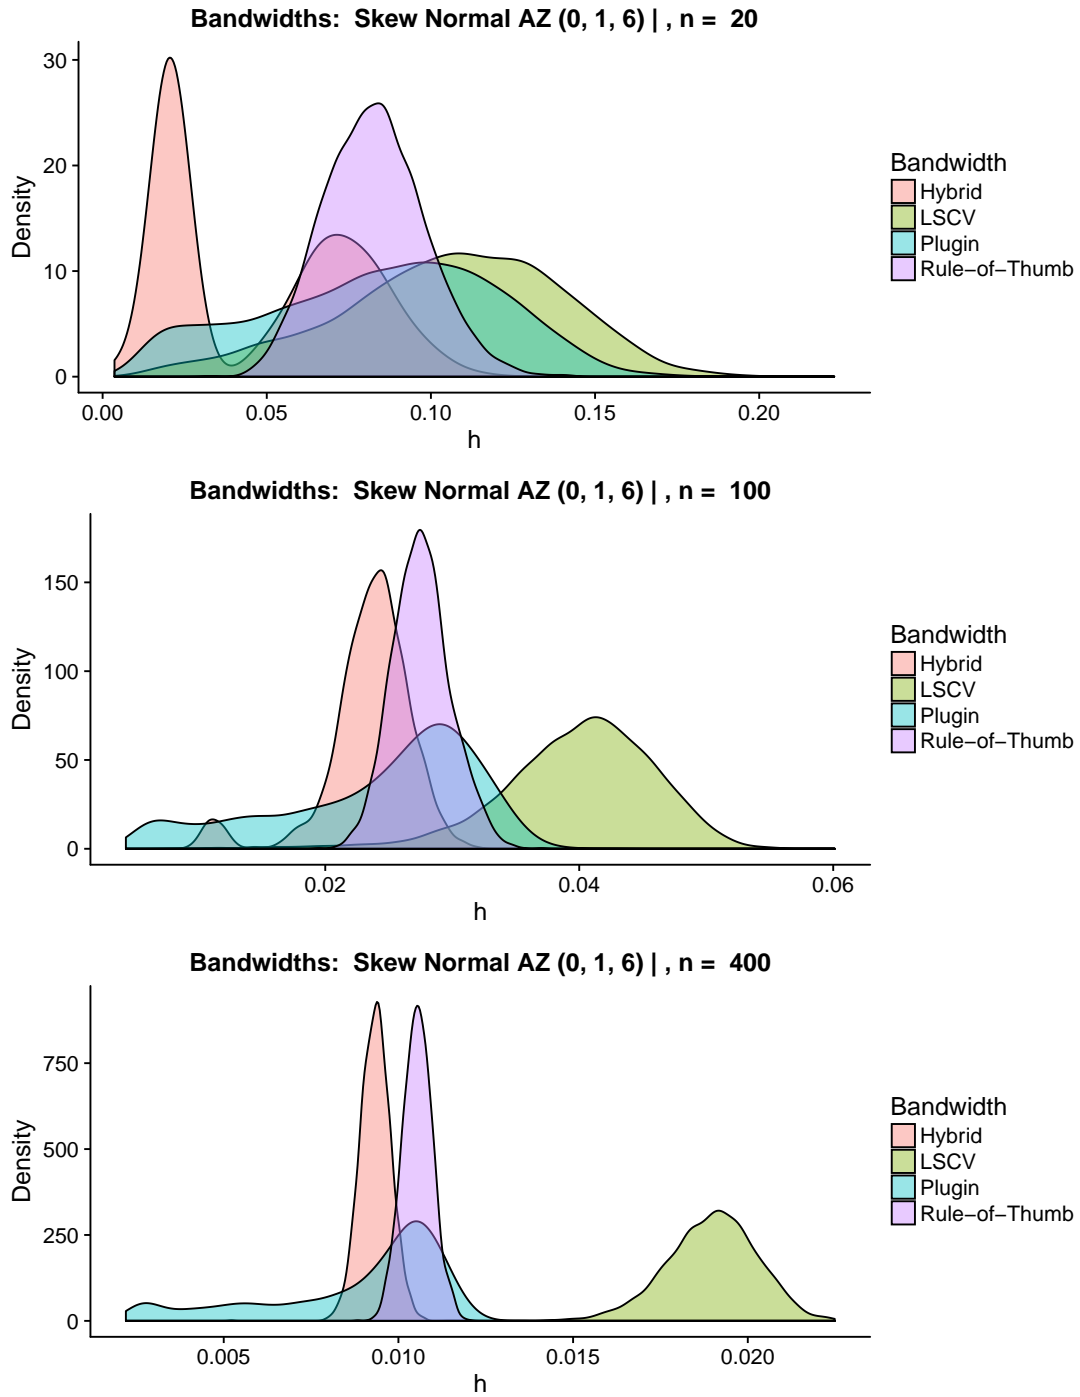 Bandwidths:  Skew Normal AZ (0, 1, 6) | , n =  20
30
20
10
0
Density
0.00 0.05 0.10 0.15 0.20
h
Bandwidth
Hybrid
LSCV
Plugin
Rule−of−Thumb
Bandwidths:  Skew Normal AZ (0, 1, 6) | , n =  100
150
100
50
0
Density
0.02 0.04 0.06
h
Bandwidth
Hybrid
LSCV
Plugin
Rule−of−Thumb
Bandwidths:  Skew Normal AZ (0, 1, 6) | , n =  400
750
500
250
0
Density
0.005 0.010 0.015 0.020
h
Bandwidth
Hybrid
LSCV
Plugin
Rule−of−Thumb